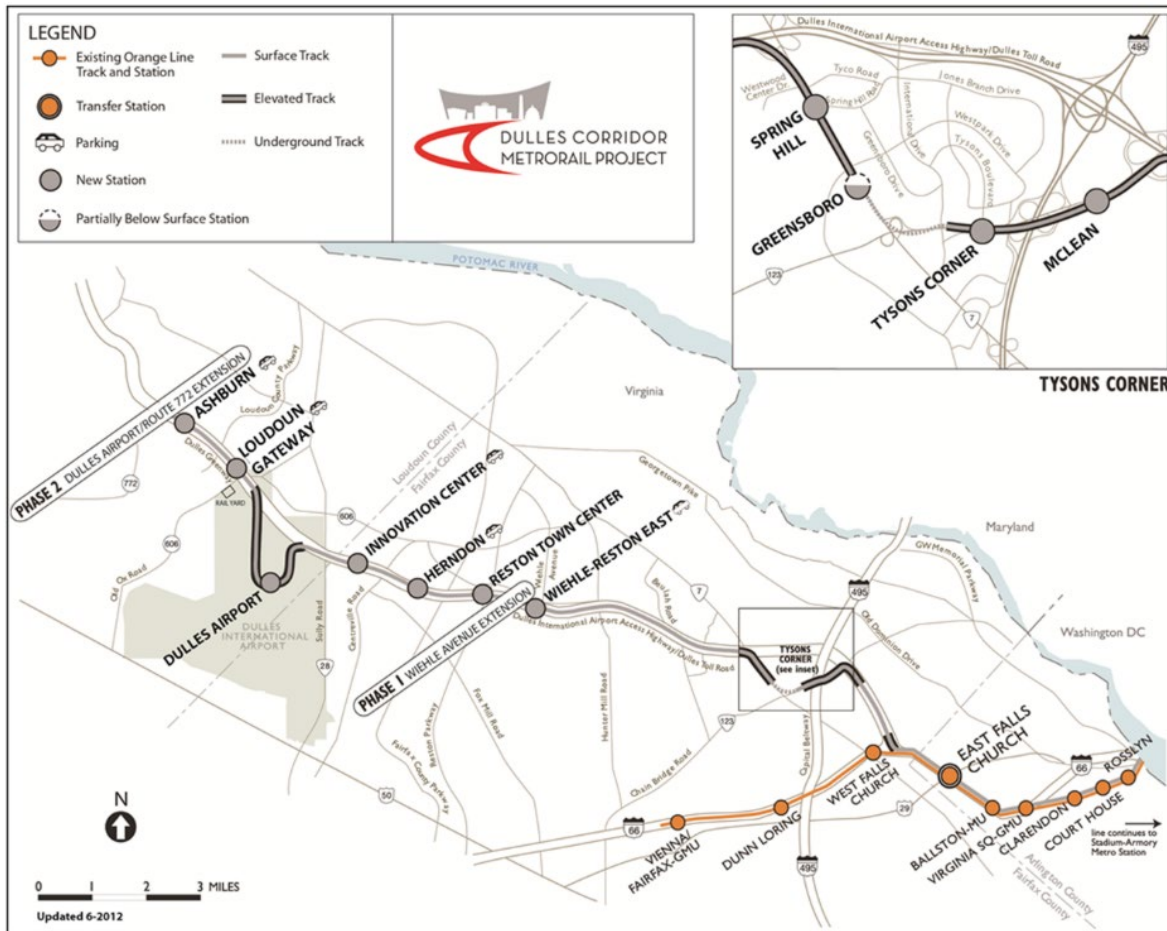 LEGEND
Existing Orange Line
Track and Station
Transfer Station
Parking
New Station
Partially Below Surface Station
Surface Track
Elevated Track
Underground Track
DULLES CORRIDOR
METRORAIL PROJECT
Dulles International Airport Access Highway/Dulles Toll Road
495
Westwood
Center Dr.
Tyco Road
Spring Hill Road
Jones Branch Drive
International Drive
Westpark Drive
Tysons Boulevard
Greensboro Drive
SPRING
HILL
GREENSBORO
TYSONS CORNER
MCLEAN
123
7
TYSONS CORNER
POTOMAC RIVER
Virginia
Maryland
Washington DC
PHASE 2 DULLES AIRPORT/ROUTE 772 EXTENSION
ASHBURN
LOUDOUN
GATEWAY
Loudoun County Parkway
Dulles Greenway
RAIL YARD
772
606
606
Old Ox Road
Loudoun County
Fairfax County
INNOVATION CENTER
HERNDON
RESTON TOWN CENTER
WIEHLE-RESTON EAST
Wiehle
Avenue
DULLES AIRPORT
DULLES
INTERNATIONAL
AIRPORT
Sully Road
28
Centreville Road
PHASE 1 WIEHLE AVENUE EXTENSION
Dulles International Airport Access Highway/Dulles Toll Road
Georgetown Pike
Beulah Road
7
GW Memorial Parkway
495
Old Dominion Drive
TYSONS
CORNER
(see inset)
Fox Mill Road
Reston Parkway
Fairfax County
Parkway
Hunter Mill Road
Chain Bridge Road
123
Capital Beltway
50
66
VIENNA/
FAIRFAX-GMU
DUNN LORING
WEST FALLS
CHURCH
EAST FALLS
CHURCH
29
495
BALLSTON-MU
VIRGINIA SQ-GMU
CLARENDON
COURT HOUSE
ROSSLYN
66
line continues to
Stadium-Armory
Metro Station
Arlington County
Fairfax County
N
0 1 2 3 MILES
Updated 6-2012